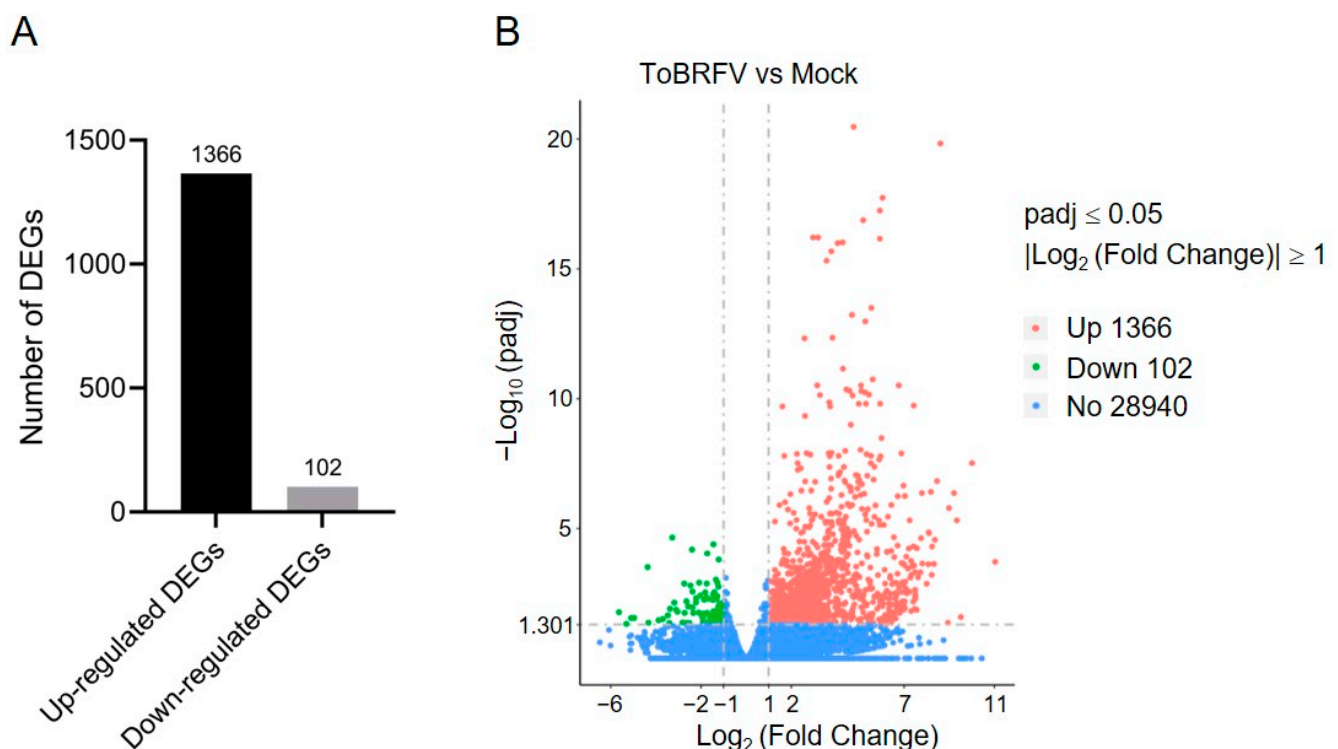 A
1500
1000
500
0
Number of DEGs
1366
102
Up-regulated DEGs
Down-regulated DEGs
B
ToBRFV vs Mock
20
15
10
5
1.301
−Log₁₀ (padj)
−6 −2 −1 1 2 7 11
Log₂ (Fold Change)
padj ≤ 0.05
|Log₂ (Fold Change)| ≥ 1
Up 1366
Down 102
No 28940